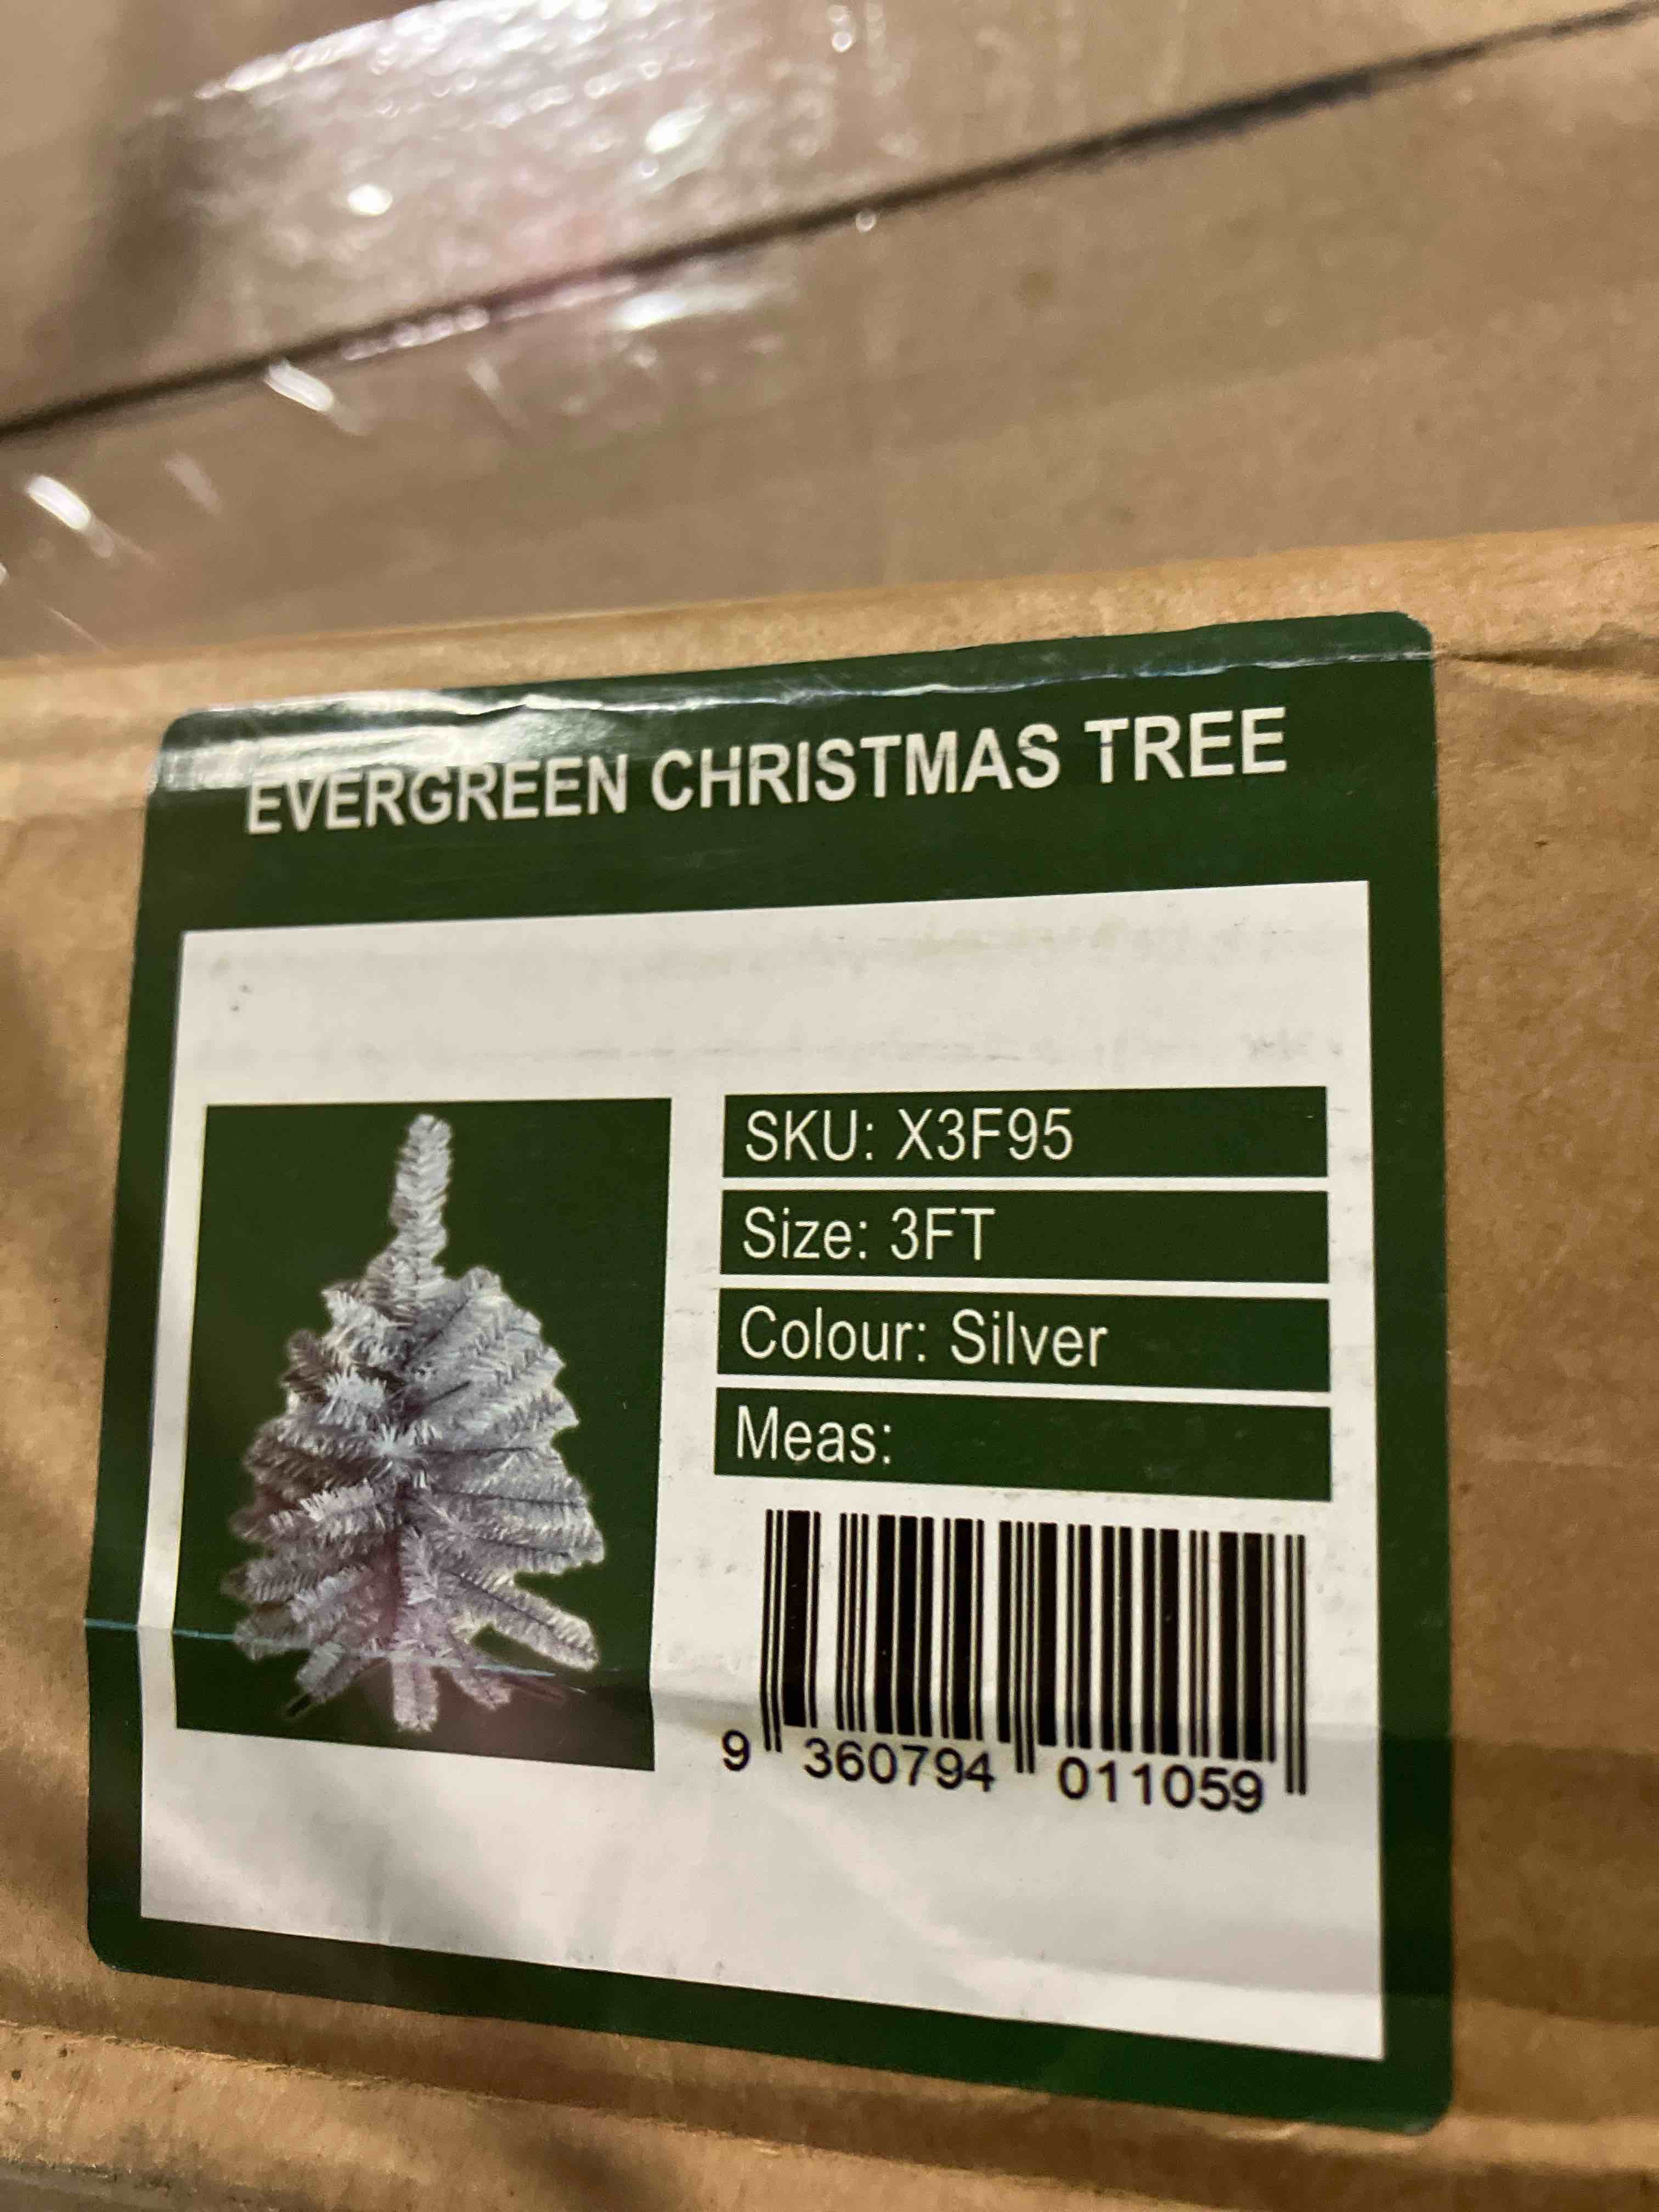 EVERGREEN CHRISTMAS TREE
SKU: X3F95
Size: 3FT
Colour: Silver
Meas:
9 360794 011059